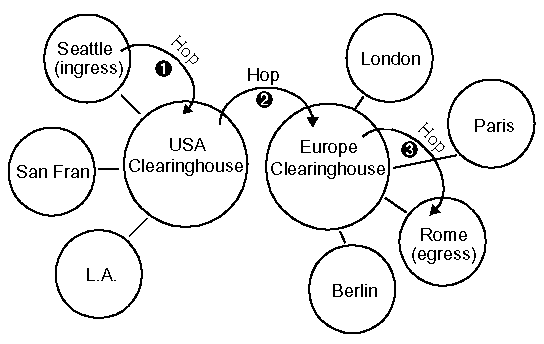 Seattle
(ingress)
Hop
1
Hop
2
London
USA
Clearinghouse
Europe
Clearinghouse
Hop
3
Paris
San Fran
Rome
(egress)
L.A.
Berlin